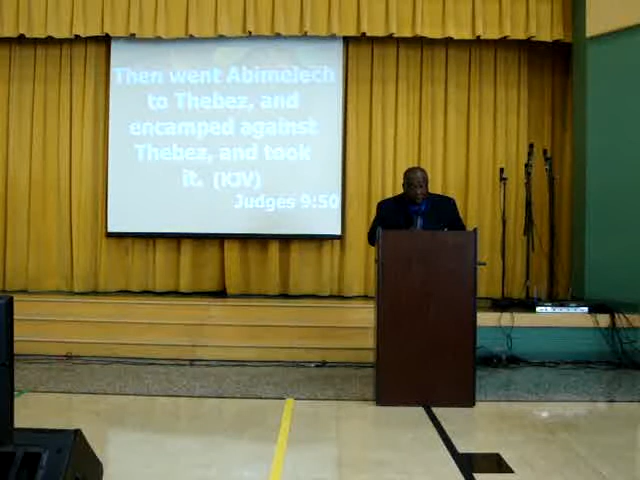 Then went Abimelech
to Thebez, and
encamped against
Thebez, and took
it. (KJV)
Judges 9:50